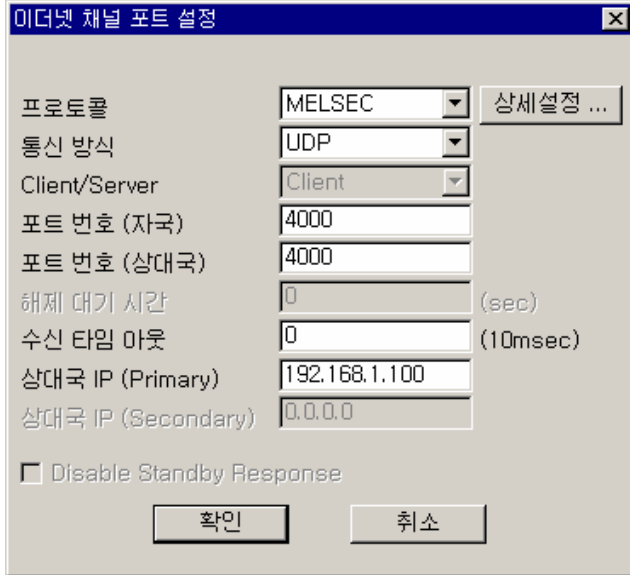 이더넷 채널 포트 설정
프로토콜 MELSEC 상세설정 ...
통신 방식 UDP
Client/Server Client
포트 번호 (자국) 4000
포트 번호 (상대국) 4000
해제 대기 시간 0 (sec)
수신 타임 아웃 0 (10msec)
상대국 IP (Primary) 192.168.1.100
상대국 IP (Secondary) 0.0.0.0
Disable Standby Response
확인 취소